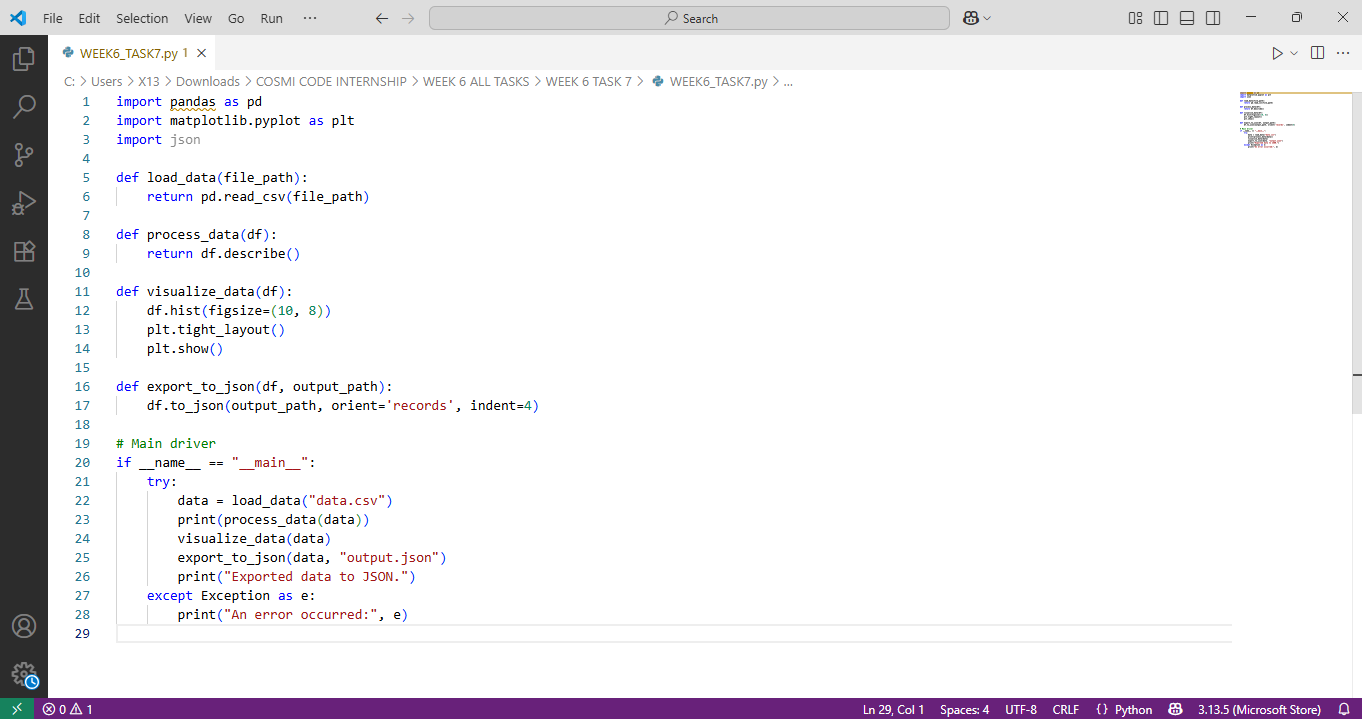 File Edit Selection View Go Run ··· Search
WEEK6_TASK7.py 1
C: > Users > X13 > Downloads > COSMI CODE INTERNSHIP > WEEK 6 ALL TASKS > WEEK 6 TASK 7 > WEEK6_TASK7.py > ...
1 import pandas as pd
2 import matplotlib.pyplot as plt
3 import json
4
5 def load_data(file_path):
6     return pd.read_csv(file_path)
7
8 def process_data(df):
9     return df.describe()
10
11 def visualize_data(df):
12     df.hist(figsize=(10, 8))
13     plt.tight_layout()
14     plt.show()
15
16 def export_to_json(df, output_path):
17     df.to_json(output_path, orient='records', indent=4)
18
19 # Main driver
20 if __name__ == "__main__":
21     try:
22         data = load_data("data.csv")
23         print(process_data(data))
24         visualize_data(data)
25         export_to_json(data, "output.json")
26         print("Exported data to JSON.")
27     except Exception as e:
28         print("An error occurred:", e)
29
0 1 Ln 29, Col 1 Spaces: 4 UTF-8 CRLF {} Python 3.13.5 (Microsoft Store)